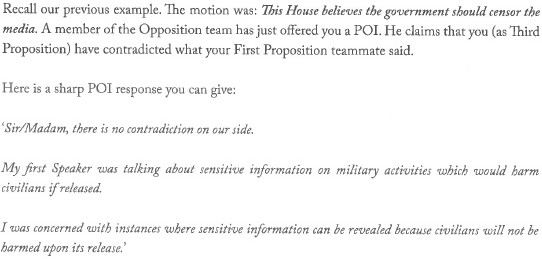 Recall our previous example. The motion was: This House believes the government should censor the
media. A member of the Opposition team has just offered you a POI. He claims that you (as Third
Proposition) have contradicted what your First Proposition teammate said.
Here is a sharp POI response you can give:
'Sir/Madam, there is no contradiction on our side.
My first Speaker was talking about sensitive information on military activities which would harm
civilians if released.
I was concerned with instances where sensitive information can be revealed because civilians will not be
harmed upon its release.'